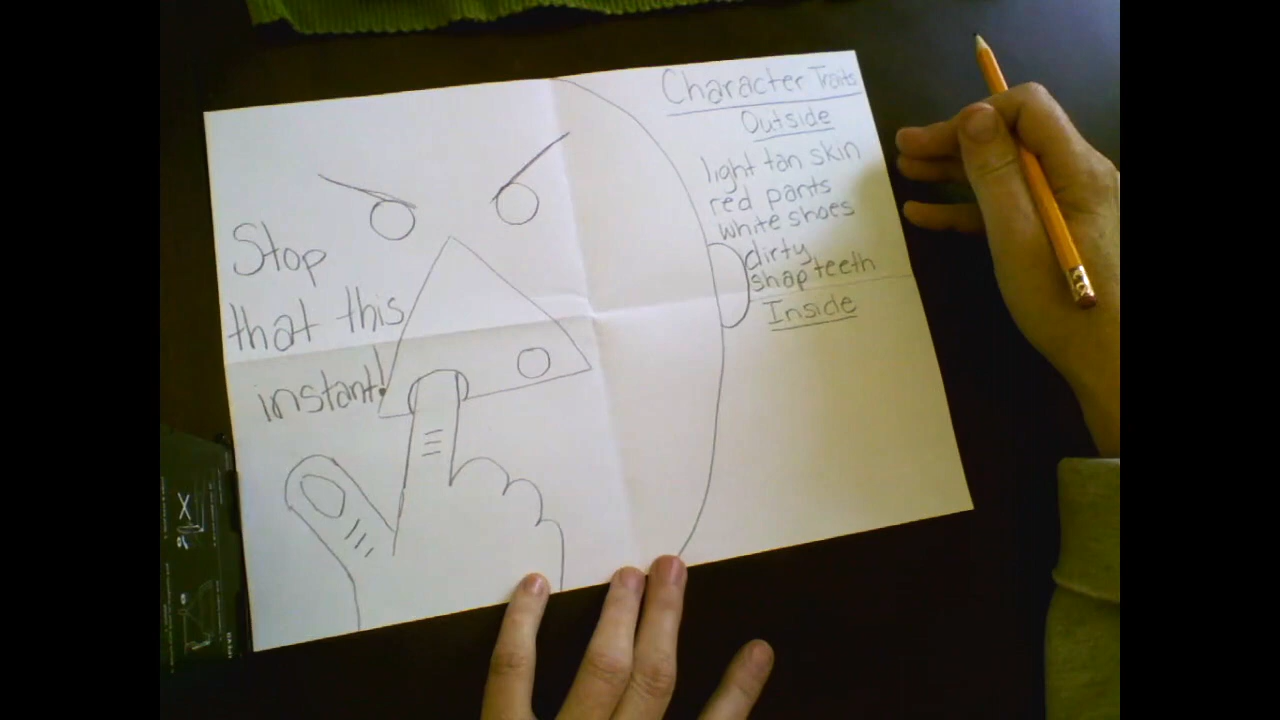 Stop
that this
instant!
Character Traits
Outside
light tan skin
red pants
white shoes
dirty
shap teeth
Inside